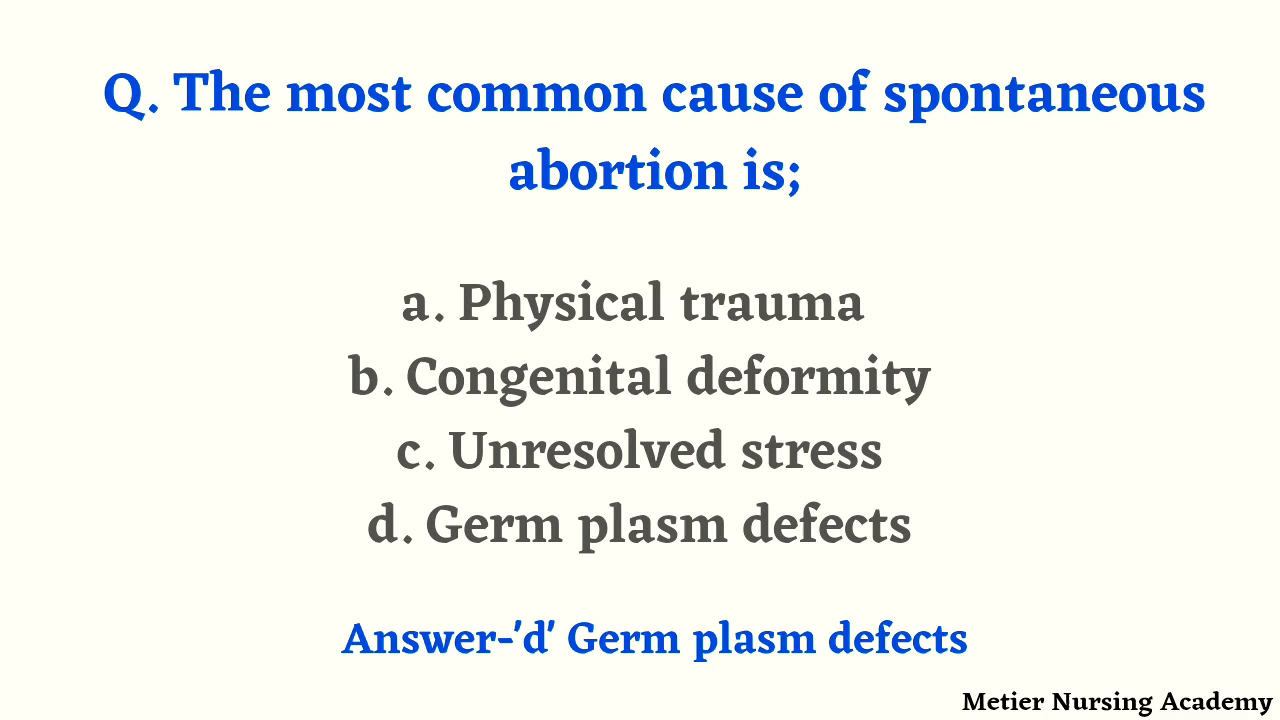 Q. The most common cause of spontaneous
abortion is;
a. Physical trauma
b. Congenital deformity
c. Unresolved stress
d. Germ plasm defects
Answer-'d' Germ plasm defects
Metier Nursing Academy